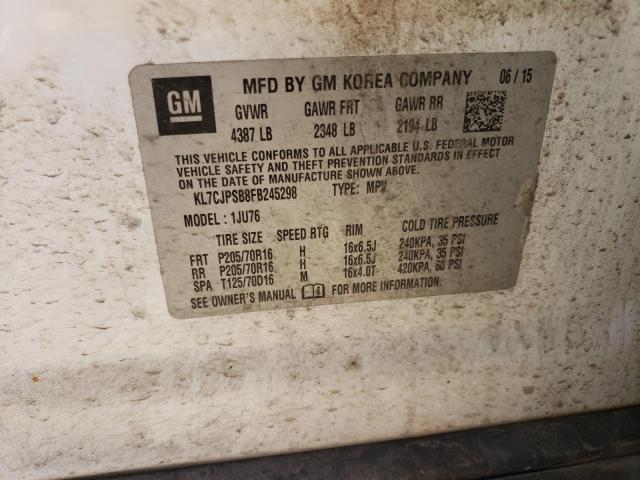 GM
MFD BY GM KOREA COMPANY 06/15
GVWR GAWR FRT GAWR RR
4387 LB 2348 LB 2194 LB
THIS VEHICLE CONFORMS TO ALL APPLICABLE U.S. FEDERAL MOTOR
VEHICLE SAFETY AND THEFT PREVENTION STANDARDS IN EFFECT
ON THE DATE OF MANUFACTURE SHOWN ABOVE.
KL7CJPSB8FB245298 TYPE: MPV
MODEL: 1JU76
TIRE SIZE SPEED RTG RIM COLD TIRE PRESSURE
FRT P205/70R16 H 16x6.5J 240KPA, 35 PSI
RR P205/70R16 H 16x6.5J 240KPA, 35 PSI
SPA T125/70D16 M 16x4.0T 420KPA, 60 PSI
SEE OWNER'S MANUAL FOR MORE INFORMATION.